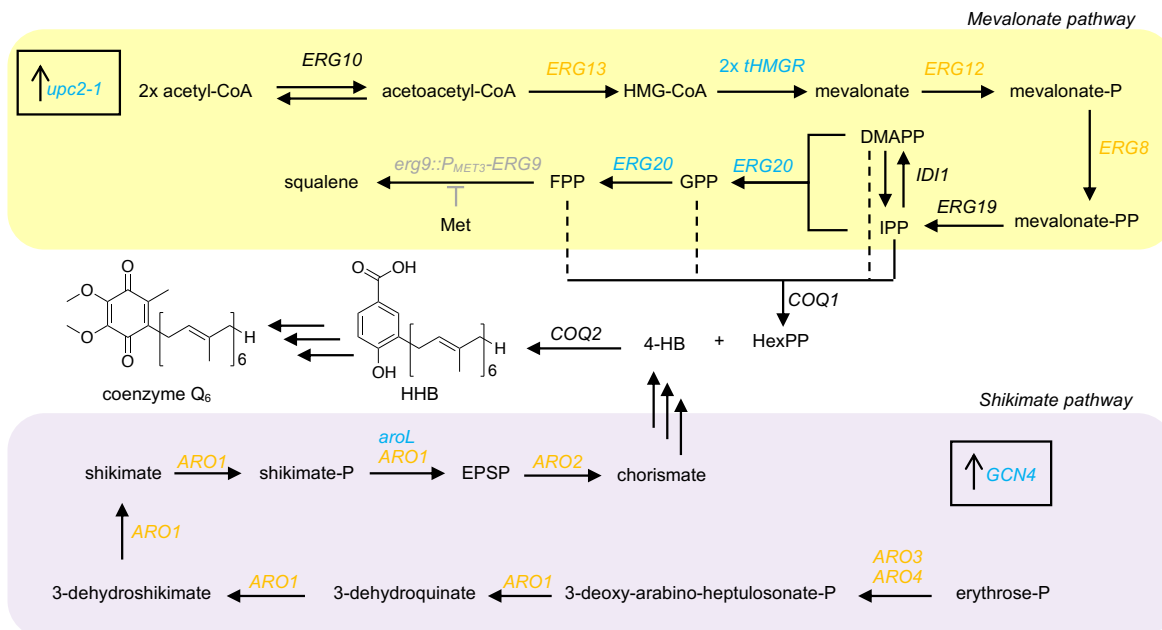 Mevalonate pathway
upc2-1
2x acetyl-CoA
ERG10
acetoacetyl-CoA
ERG13
HMG-CoA
2x tHMGR
mevalonate
ERG12
mevalonate-P
ERG8
mevalonate-PP
ERG19
IPP
IDI1
DMAPP
ERG20
GPP
ERG20
FPP
erg9::PMET3-ERG9
squalene
Met
COQ1
HexPP
+
4-HB
COQ2
O
OH
OH
H
6
HHB
O
O
O
O
H
6
coenzyme Q6
Shikimate pathway
GCN4
shikimate
ARO1
shikimate-P
aroL
ARO1
EPSP
ARO2
chorismate
ARO1
3-dehydroshikimate
ARO1
3-dehydroquinate
ARO1
3-deoxy-arabino-heptulosonate-P
ARO3
ARO4
erythrose-P